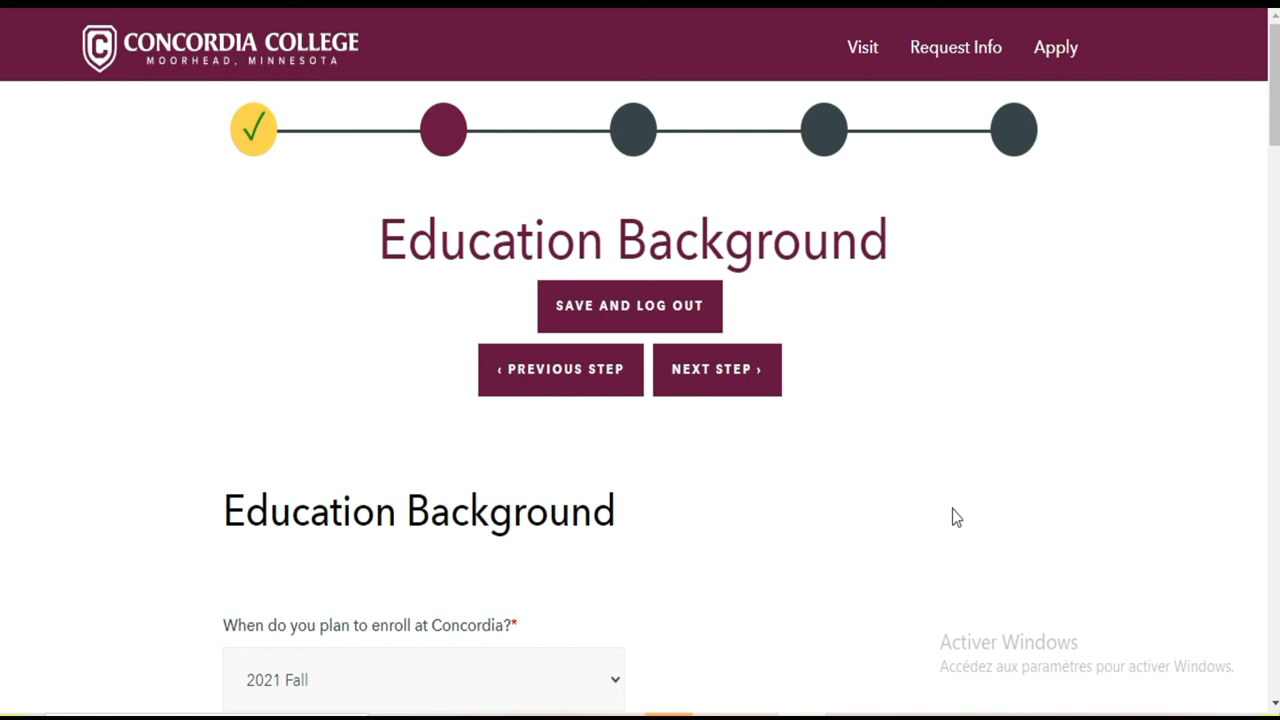 CONCORDIA COLLEGE
MOORHEAD, MINNESOTA
Visit
Request Info
Apply
Education Background
SAVE AND LOG OUT
‹ PREVIOUS STEP
NEXT STEP ›
Education Background
When do you plan to enroll at Concordia?*
2021 Fall
Activer Windows
Accédez aux paramètres pour activer Windows.